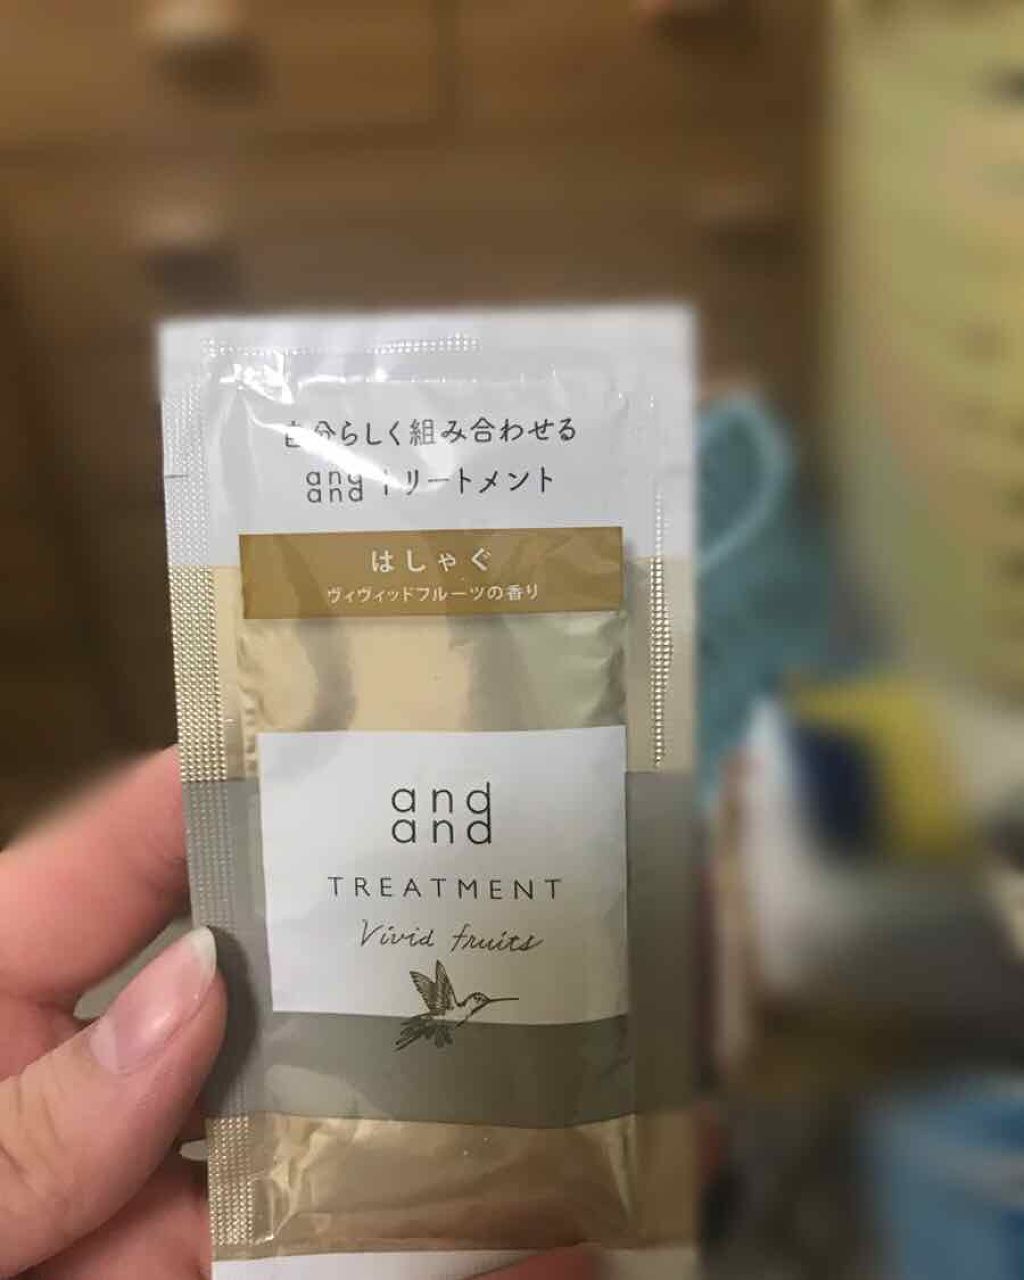 自分らしく組み合わせる
and and トリートメント
はしゃぐ
ヴィヴィッドフルーツの香り
and
and
TREATMENT
Vivid fruits